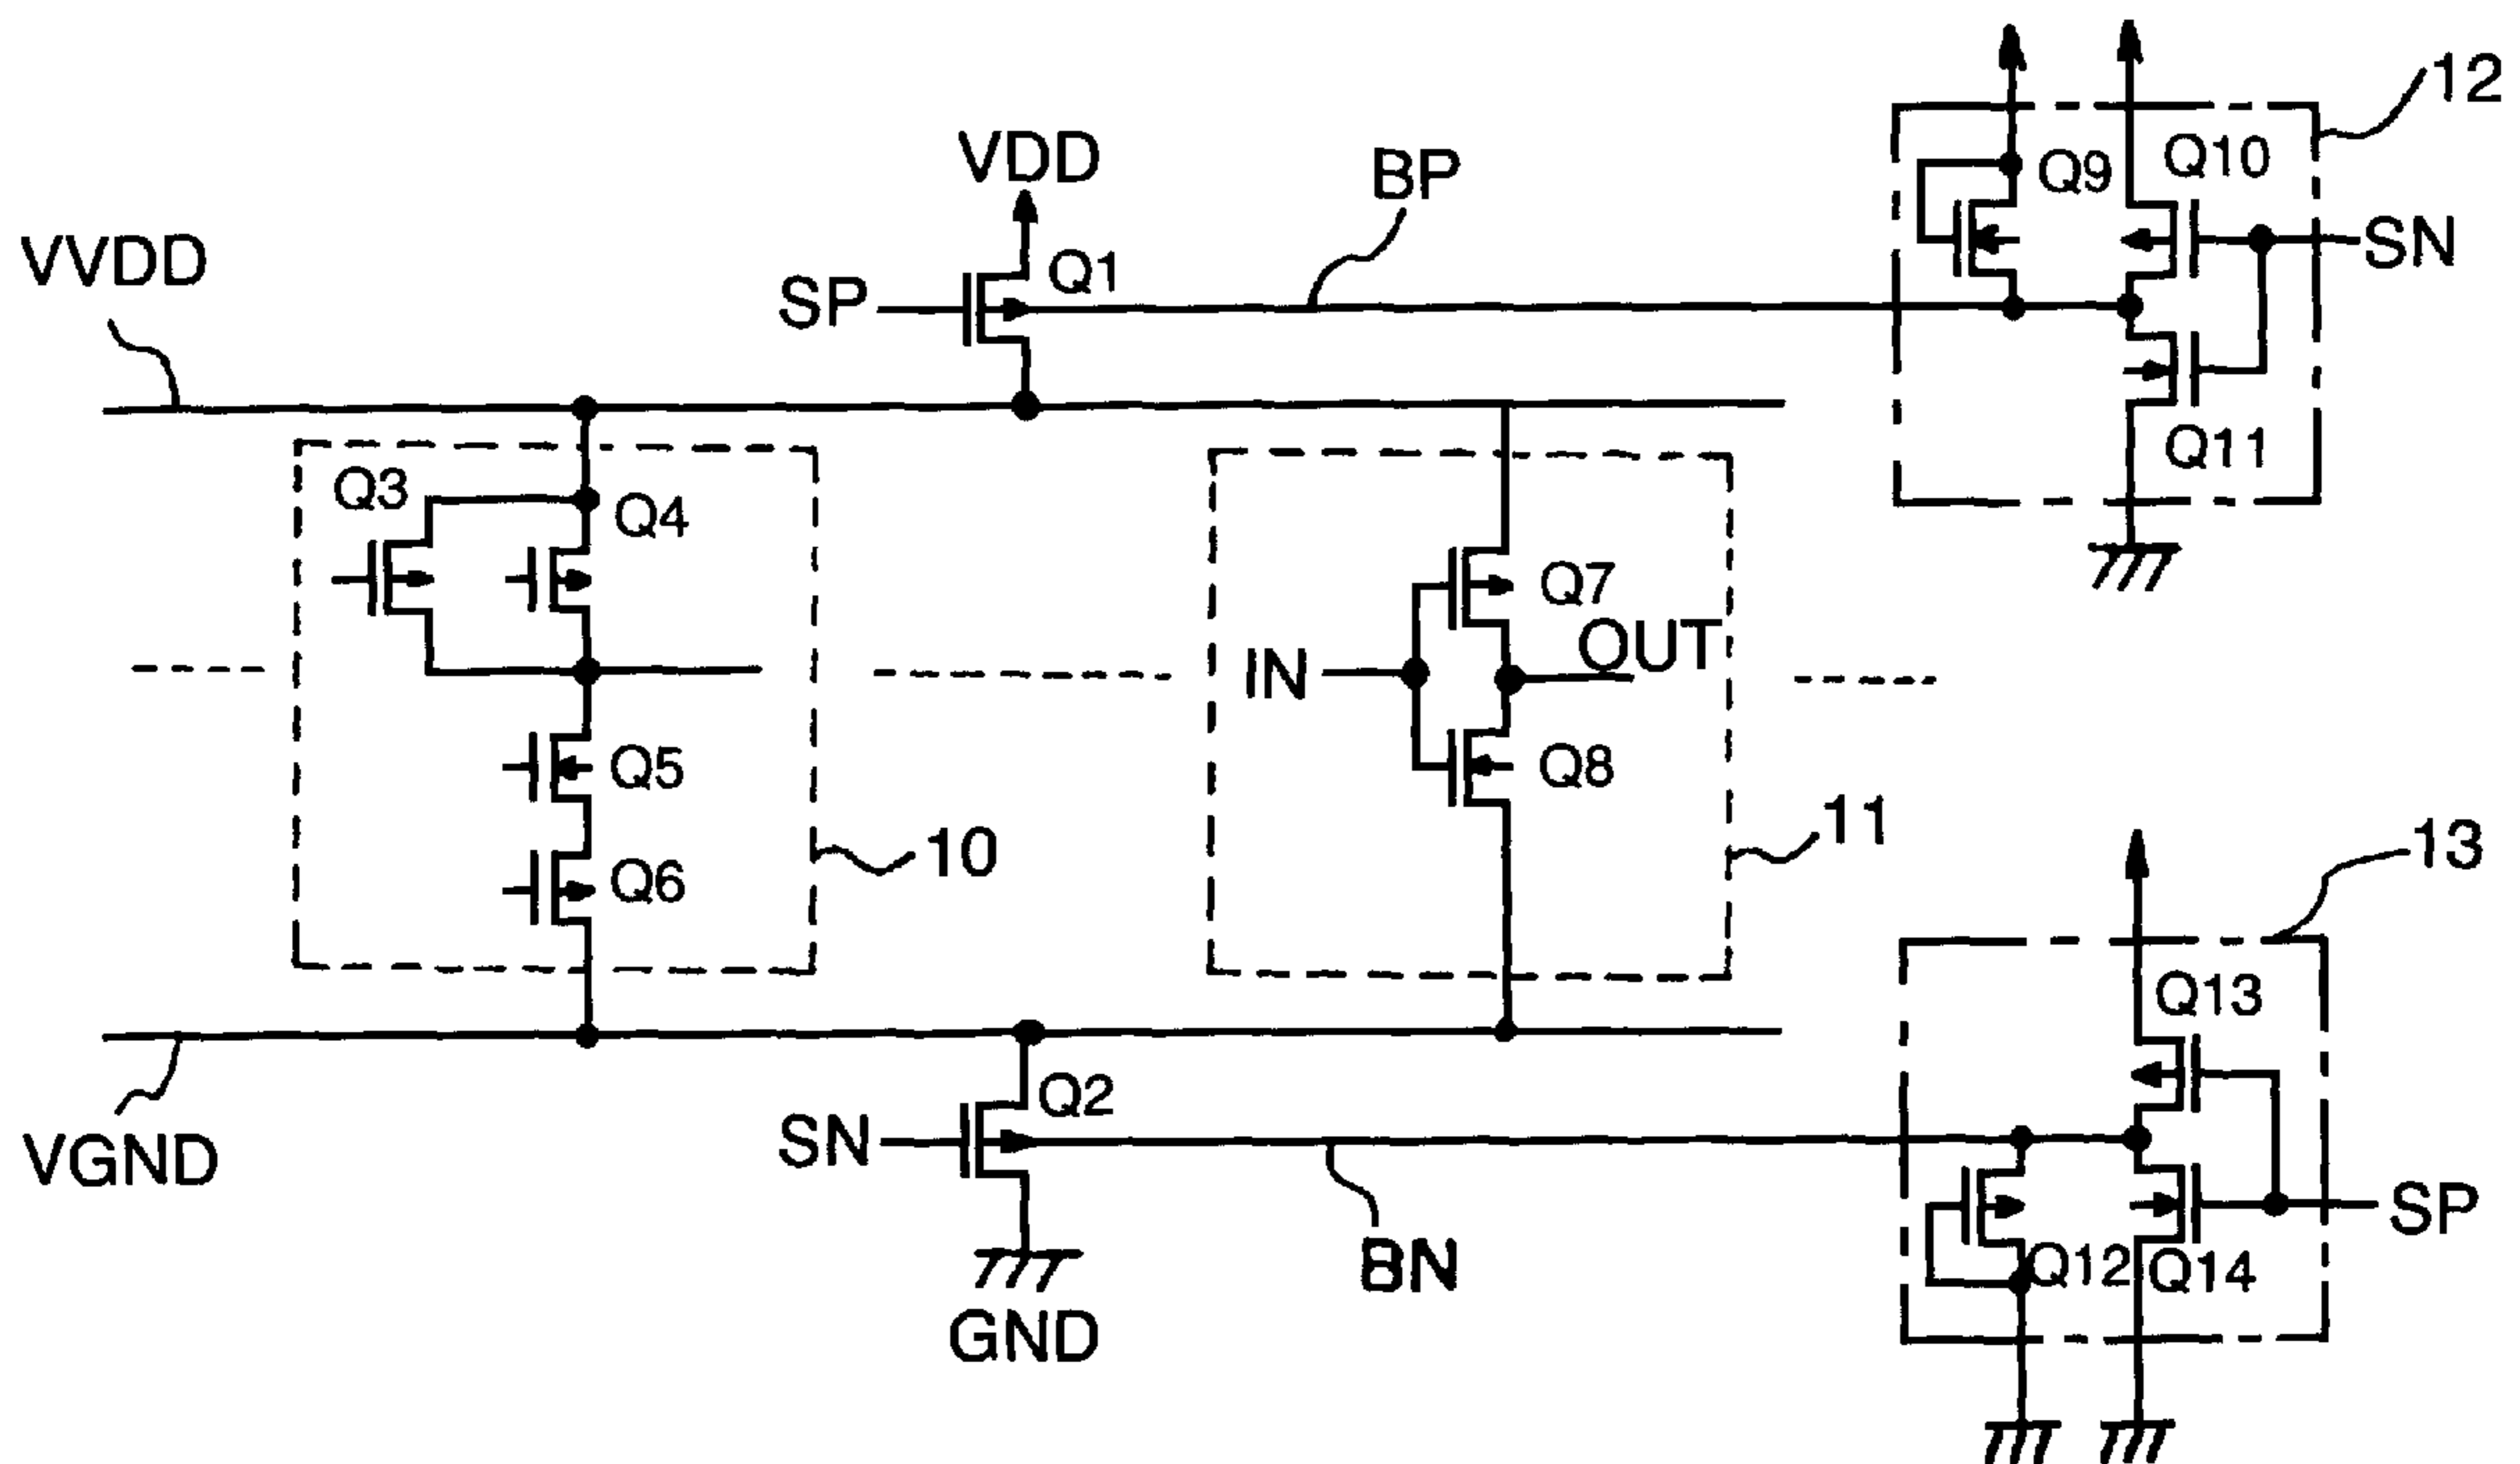 12
VDD
BP
Q9
Q10
VVDD
SP
Q1
SN
Q11
Q3
Q4
Q7
OUT
IN
Q5
Q8
Q6
10
11
13
Q13
SN
Q2
VGND
SP
BN
Q12
Q14
GND